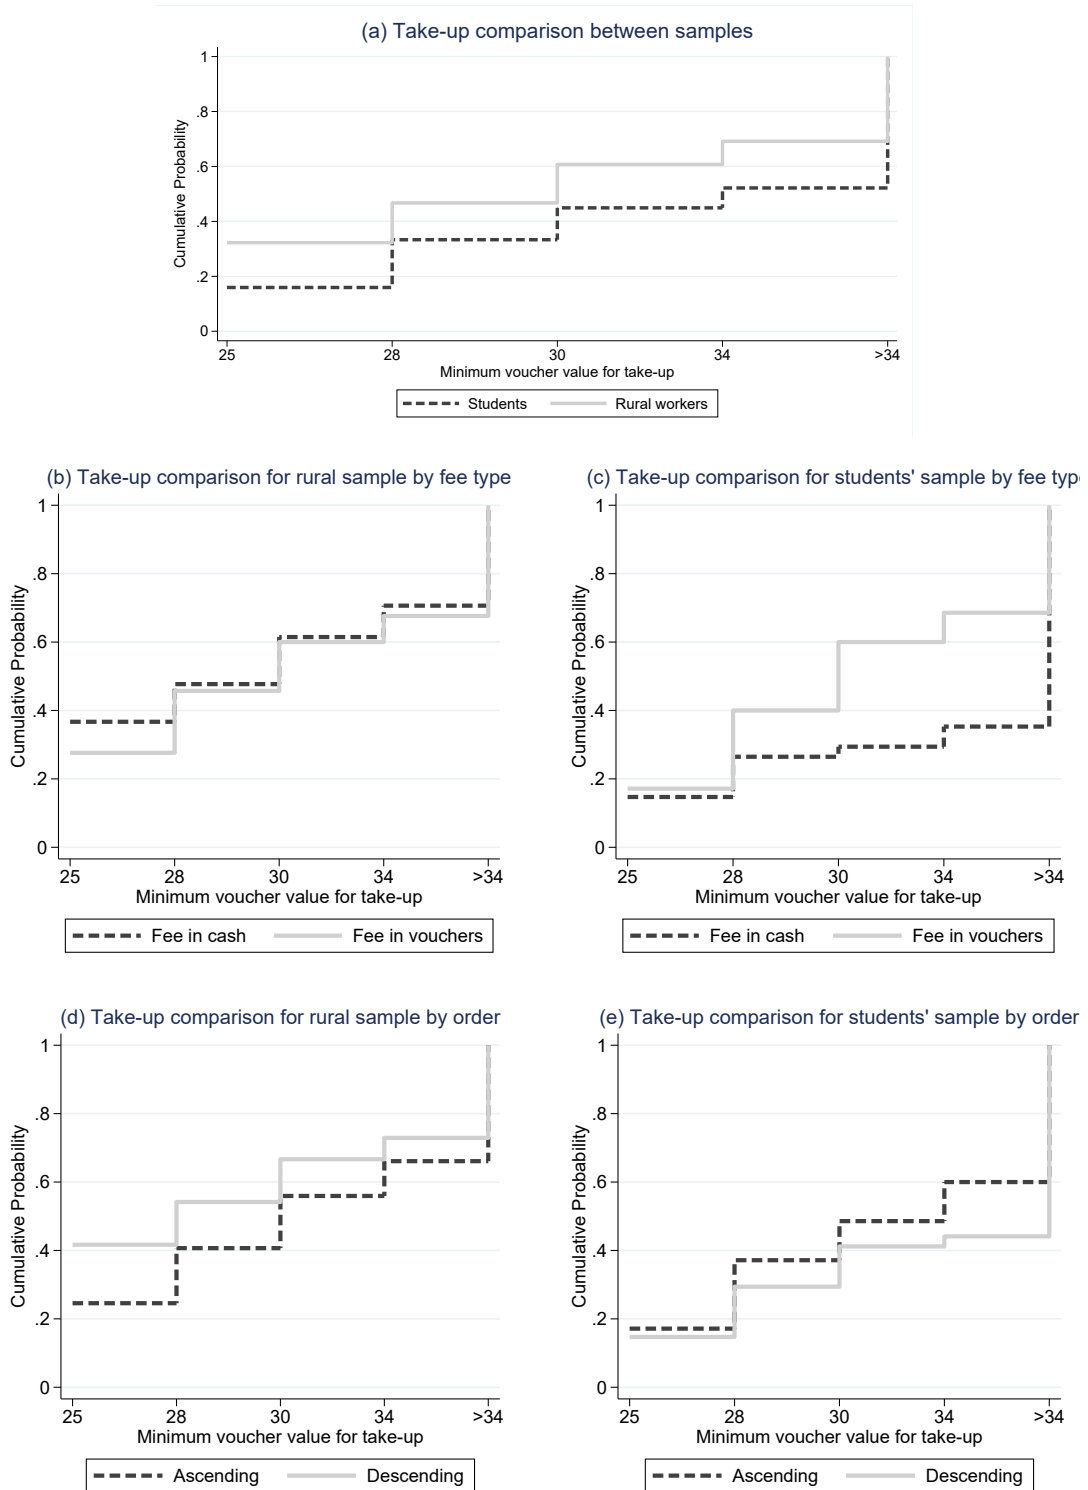 (a) Take-up comparison between samples
Cumulative Probability
1
.8
.6
.4
.2
0
25 28 30 34 >34
Minimum voucher value for take-up
Students Rural workers
(b) Take-up comparison for rural sample by fee type
Cumulative Probability
1
.8
.6
.4
.2
0
25 28 30 34 >34
Minimum voucher value for take-up
Fee in cash Fee in vouchers
(c) Take-up comparison for students' sample by fee type
Cumulative Probability
1
.8
.6
.4
.2
0
25 28 30 34 >34
Minimum voucher value for take-up
Fee in cash Fee in vouchers
(d) Take-up comparison for rural sample by order
Cumulative Probability
1
.8
.6
.4
.2
0
25 28 30 34 >34
Minimum voucher value for take-up
Ascending Descending
(e) Take-up comparison for students' sample by order
Cumulative Probability
1
.8
.6
.4
.2
0
25 28 30 34 >34
Minimum voucher value for take-up
Ascending Descending